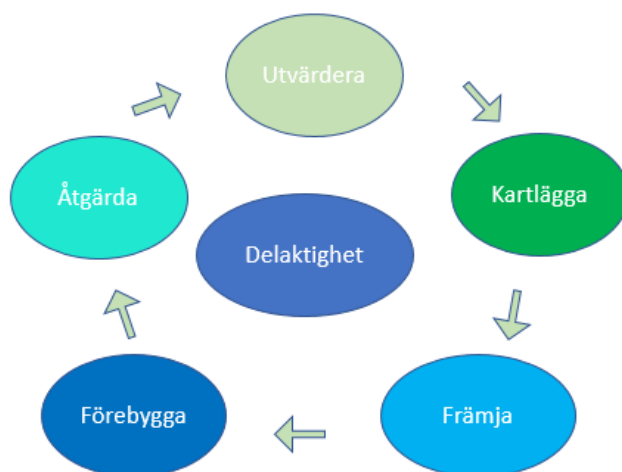 Utvärdera
Kartlägga
Främja
Förebygga
Åtgärda
Delaktighet